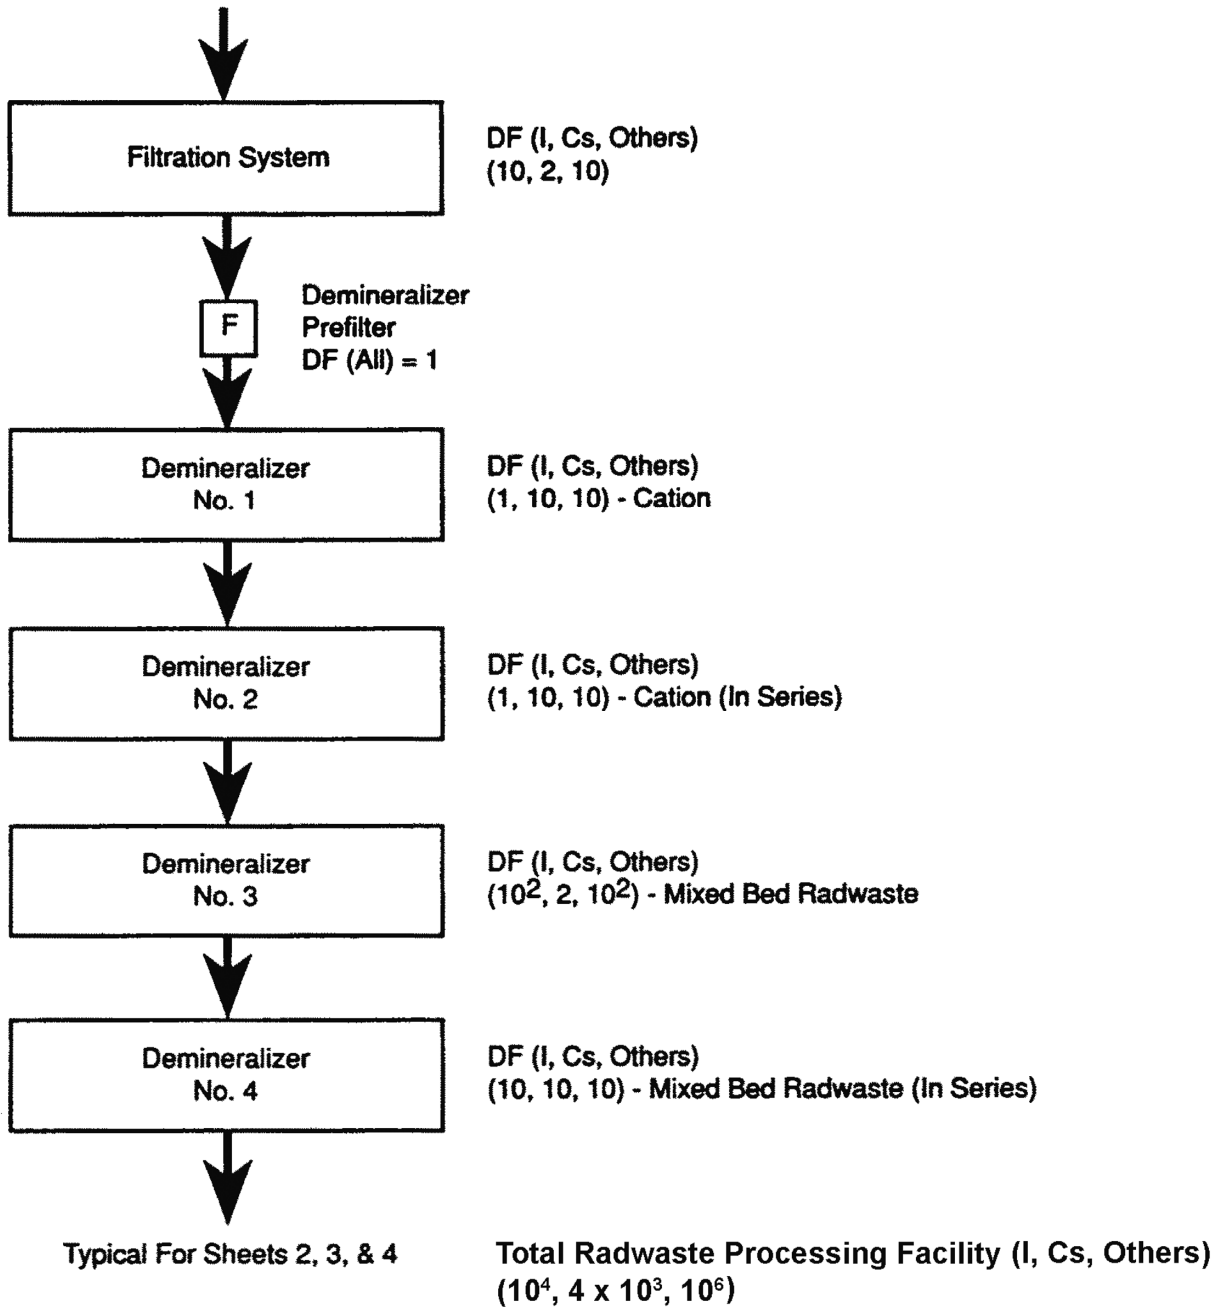 Filtration System
DF (I, Cs, Others)
(10, 2, 10)
F
Demineralizer
Prefilter
DF (All) = 1
Demineralizer
No. 1
DF (I, Cs, Others)
(1, 10, 10) - Cation
Demineralizer
No. 2
DF (I, Cs, Others)
(1, 10, 10) - Cation (In Series)
Demineralizer
No. 3
DF (I, Cs, Others)
(10², 2, 10²) - Mixed Bed Radwaste
Demineralizer
No. 4
DF (I, Cs, Others)
(10, 10, 10) - Mixed Bed Radwaste (In Series)
Typical For Sheets 2, 3, & 4
Total Radwaste Processing Facility (I, Cs, Others)
(10⁴, 4 x 10³, 10⁶)